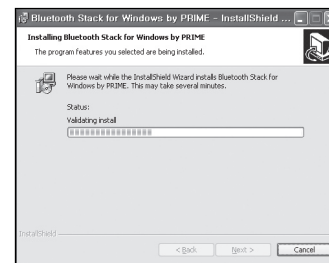 Bluetooth Stack for Windows by PRIME - InstallShield ...
Installing Bluetooth Stack for Windows by PRIME
The program features you selected are being installed.
Please wait while the InstallShield Wizard installs Bluetooth Stack for
Windows by PRIME. This may take several minutes.
Status:
Validating install
InstallShield
< Back Next > Cancel